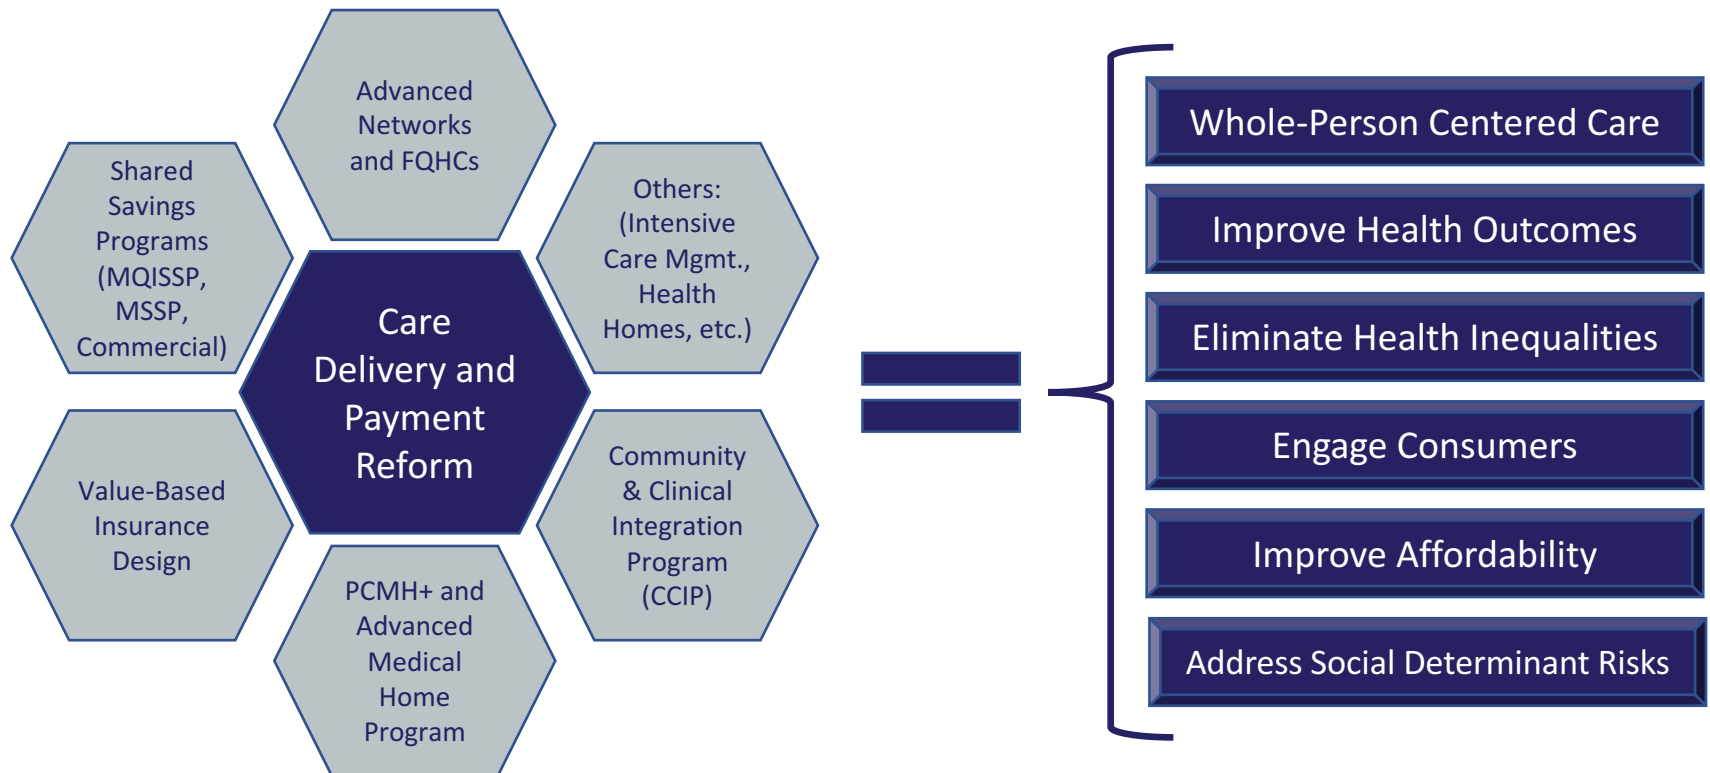 Advanced
Networks
and FQHCs
Shared
Savings
Programs
(MQISSP,
MSSP,
Commercial)
Others:
(Intensive
Care Mgmt.,
Health
Homes, etc.)
Care
Delivery and
Payment
Reform
Value-Based
Insurance
Design
Community
& Clinical
Integration
Program
(CCIP)
PCMH+ and
Advanced
Medical
Home
Program
Whole-Person Centered Care
Improve Health Outcomes
Eliminate Health Inequalities
Engage Consumers
Improve Affordability
Address Social Determinant Risks